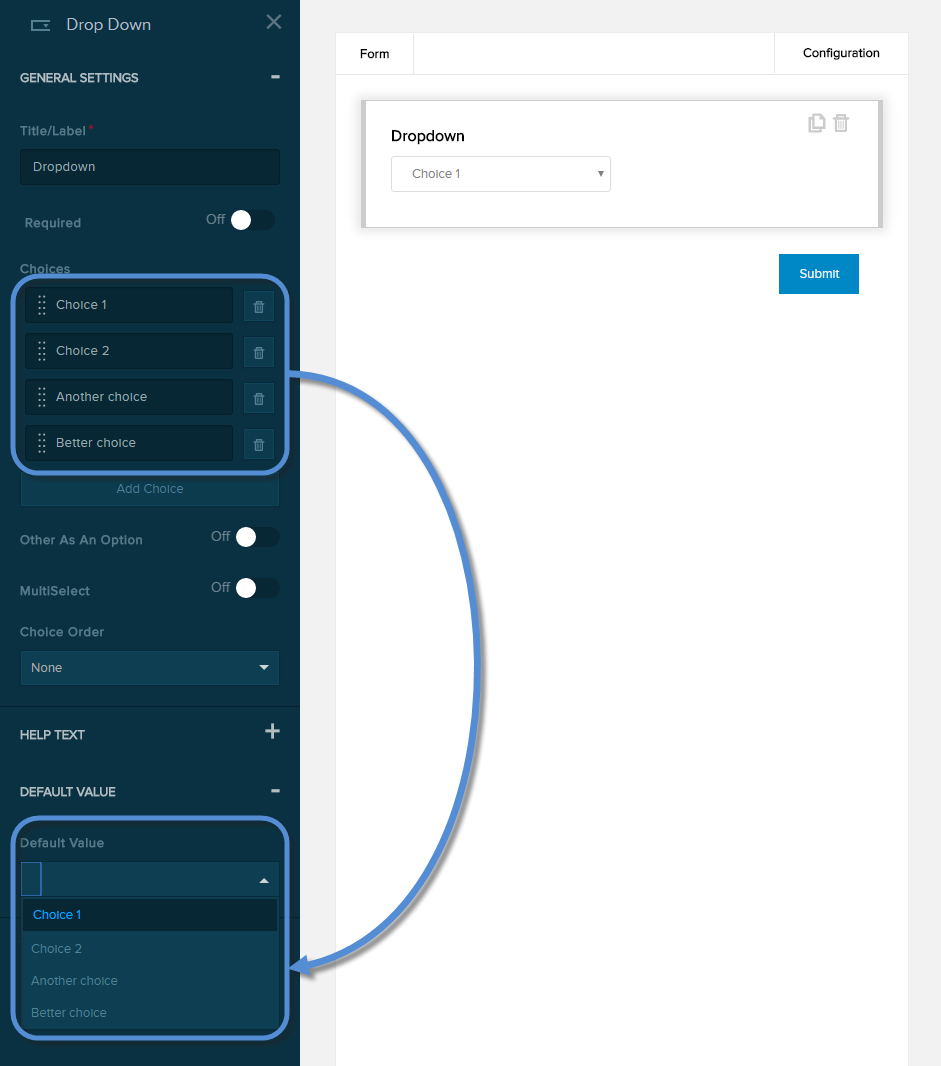 Drop Down
GENERAL SETTINGS
Title/Label *
Dropdown
Required Off
Choices
Choice 1
Choice 2
Another choice
Better choice
Add Choice
Other As An Option Off
MultiSelect Off
Choice Order
None
HELP TEXT
DEFAULT VALUE
Default Value
Choice 1
Choice 2
Another choice
Better choice
Form
Configuration
Dropdown
Choice 1
Submit